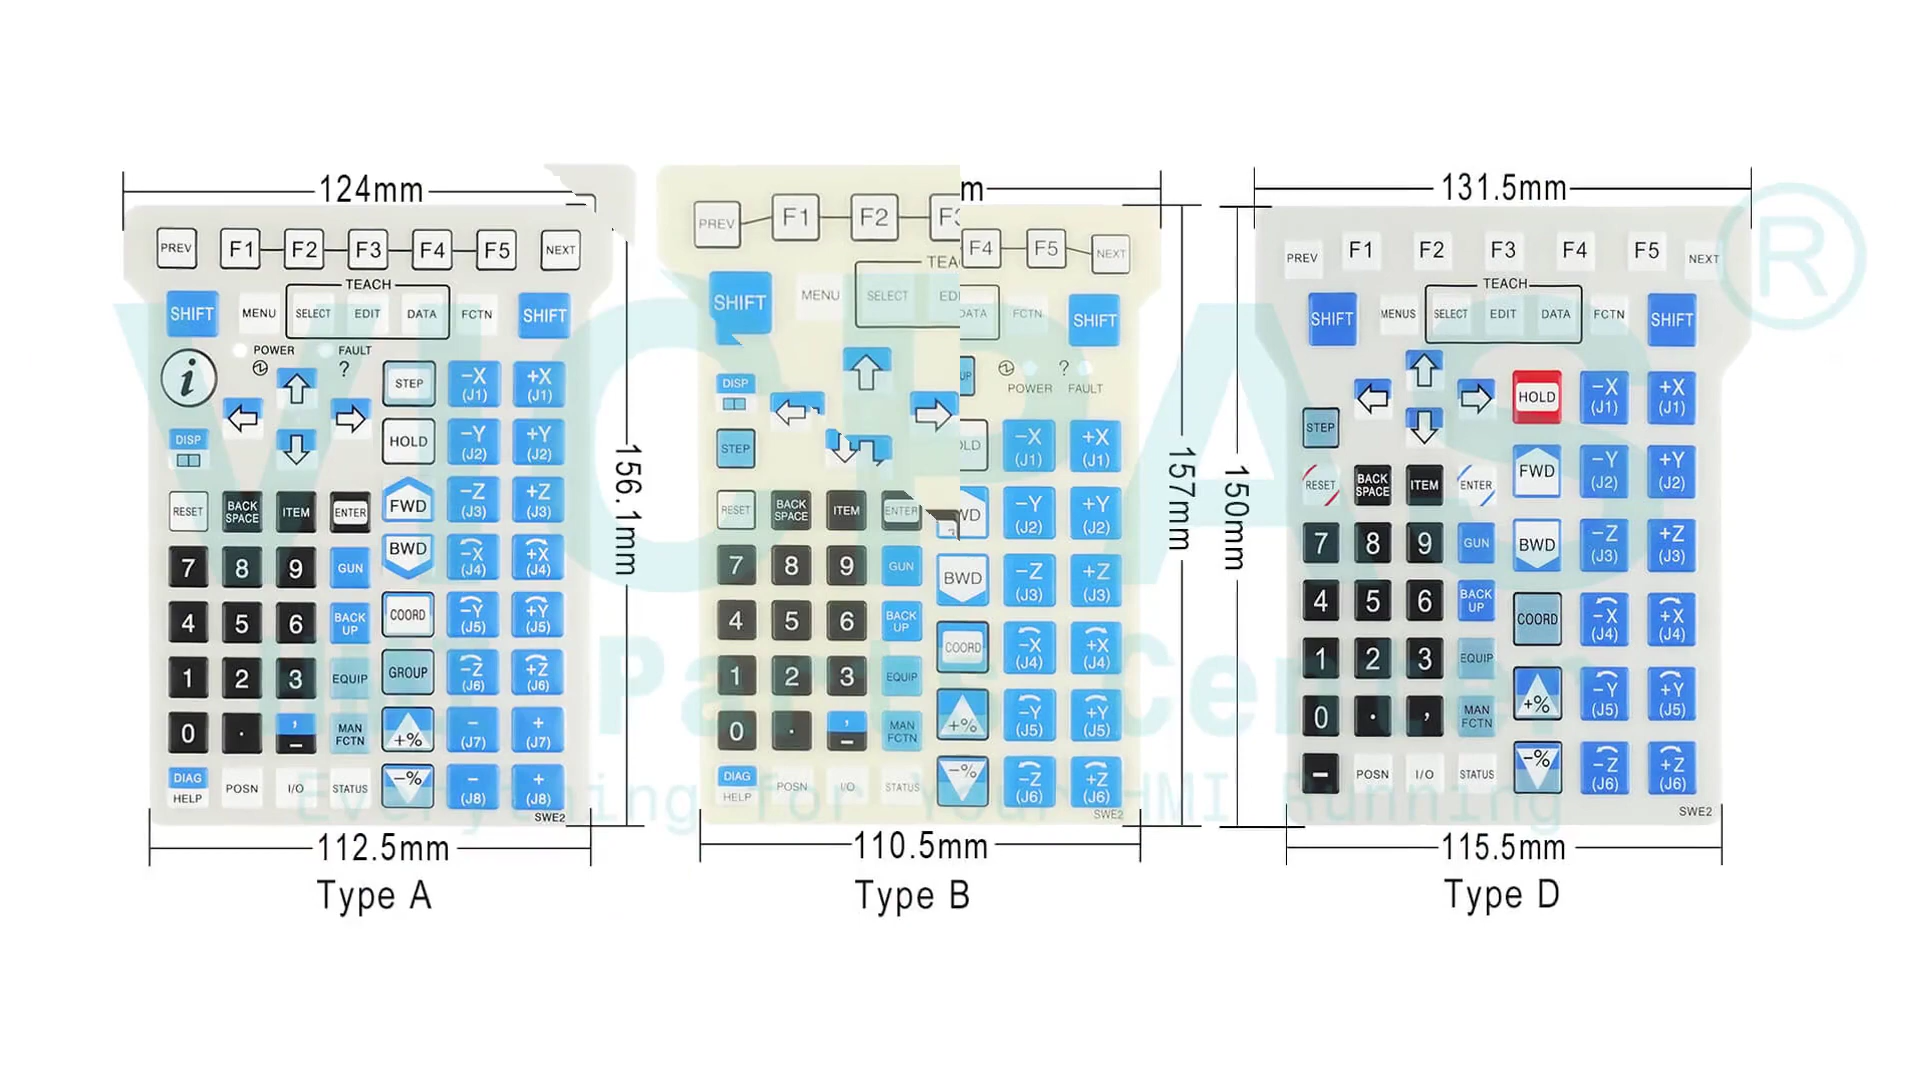 124mm
PREV F1 F2 F3 F4 F5 NEXT
TEACH
SHIFT MENU SELECT EDIT DATA FCTN SHIFT
POWER FAULT
i ?
STEP -X (J1) +X (J1)
DISP HOLD -Y (J2) +Y (J2)
RESET BACK SPACE ITEM ENTER FWD -Z (J3) +Z (J3)
7 8 9 GUN BWD -X (J4) +X (J4)
4 5 6 BACK UP COORD -Y (J5) +Y (J5)
1 2 3 EQUIP GROUP -Z (J6) +Z (J6)
0 . , - MAN FCTN +% - (J7) + (J7)
DIAG HELP POSN I/O STATUS -% - (J8) + (J8)
SWE2
156.1mm
112.5mm
Type A
m
PREV F1 F2 F3 F4 F5 NEXT
SHIFT MENU SELECT DATA FCTN SHIFT
?
POWER FAULT
DISP
STEP -X (J1) +X (J1)
RESET BACK SPACE ITEM ENTER -Y (J2) +Y (J2)
7 8 9 GUN BWD -Z (J3) +Z (J3)
4 5 6 BACK UP COORD -X (J4) +X (J4)
1 2 3 EQUIP +% -Y (J5) +Y (J5)
0 . , - MAN FCTN
DIAG HELP POSN I/O STATUS -% -Z (J6) +Z (J6)
SWE2
157mm
110.5mm
Type B
131.5mm
PREV F1 F2 F3 F4 F5 NEXT
TEACH
SHIFT MENUS SELECT EDIT DATA FCTN SHIFT
HOLD -X (J1) +X (J1)
STEP
RESET BACK SPACE ITEM ENTER FWD -Y (J2) +Y (J2)
7 8 9 GUN BWD -Z (J3) +Z (J3)
4 5 6 BACK UP COORD -X (J4) +X (J4)
1 2 3 EQUIP
0 . , MAN FCTN +% -Y (J5) +Y (J5)
- POSN I/O STATUS -% -Z (J6) +Z (J6)
SWE2
150mm
115.5mm
Type D
VICPAS ®
HMI Parts Center
Everything for Your HMI Running